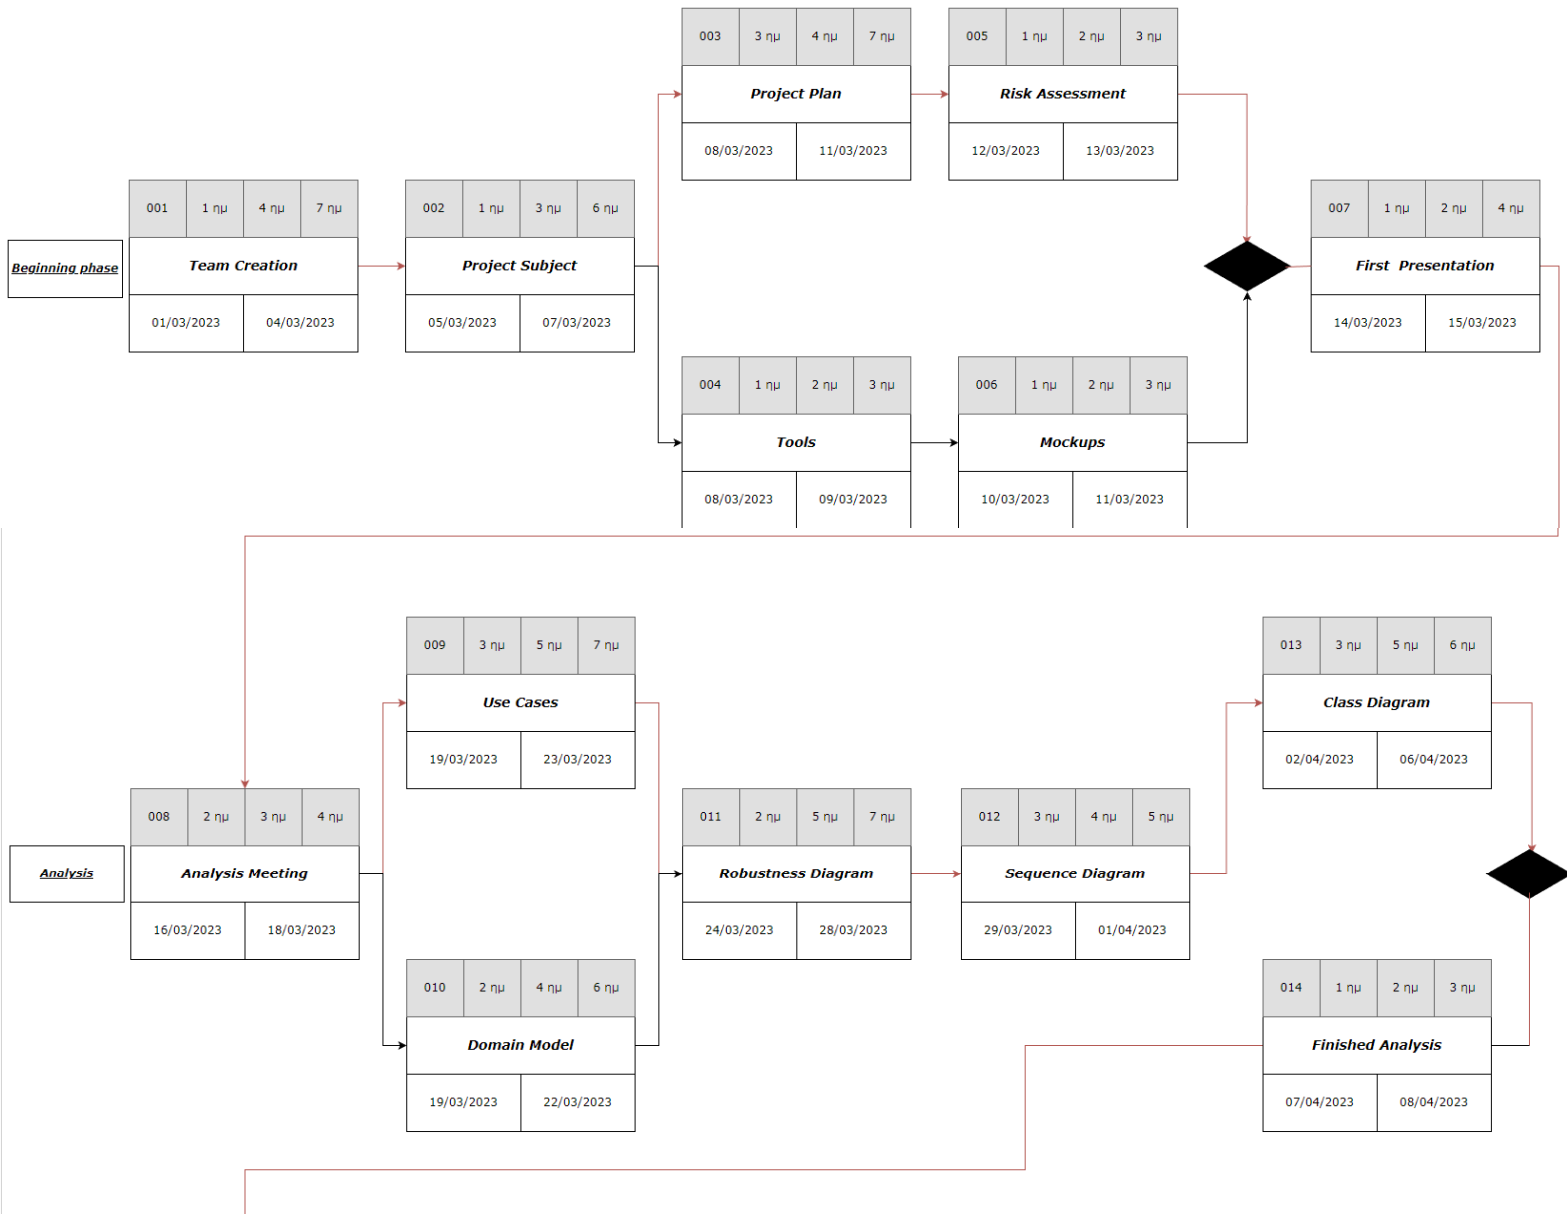 003 3 ημ 4 ημ 7 ημ
Project Plan
08/03/2023 11/03/2023
005 1 ημ 2 ημ 3 ημ
Risk Assessment
12/03/2023 13/03/2023
Beginning phase
001 1 ημ 4 ημ 7 ημ
Team Creation
01/03/2023 04/03/2023
002 1 ημ 3 ημ 6 ημ
Project Subject
05/03/2023 07/03/2023
007 1 ημ 2 ημ 4 ημ
First Presentation
14/03/2023 15/03/2023
004 1 ημ 2 ημ 3 ημ
Tools
08/03/2023 09/03/2023
006 1 ημ 2 ημ 3 ημ
Mockups
10/03/2023 11/03/2023
009 3 ημ 5 ημ 7 ημ
Use Cases
19/03/2023 23/03/2023
013 3 ημ 5 ημ 6 ημ
Class Diagram
02/04/2023 06/04/2023
Analysis
008 2 ημ 3 ημ 4 ημ
Analysis Meeting
16/03/2023 18/03/2023
011 2 ημ 5 ημ 7 ημ
Robustness Diagram
24/03/2023 28/03/2023
012 3 ημ 4 ημ 5 ημ
Sequence Diagram
29/03/2023 01/04/2023
010 2 ημ 4 ημ 6 ημ
Domain Model
19/03/2023 22/03/2023
014 1 ημ 2 ημ 3 ημ
Finished Analysis
07/04/2023 08/04/2023